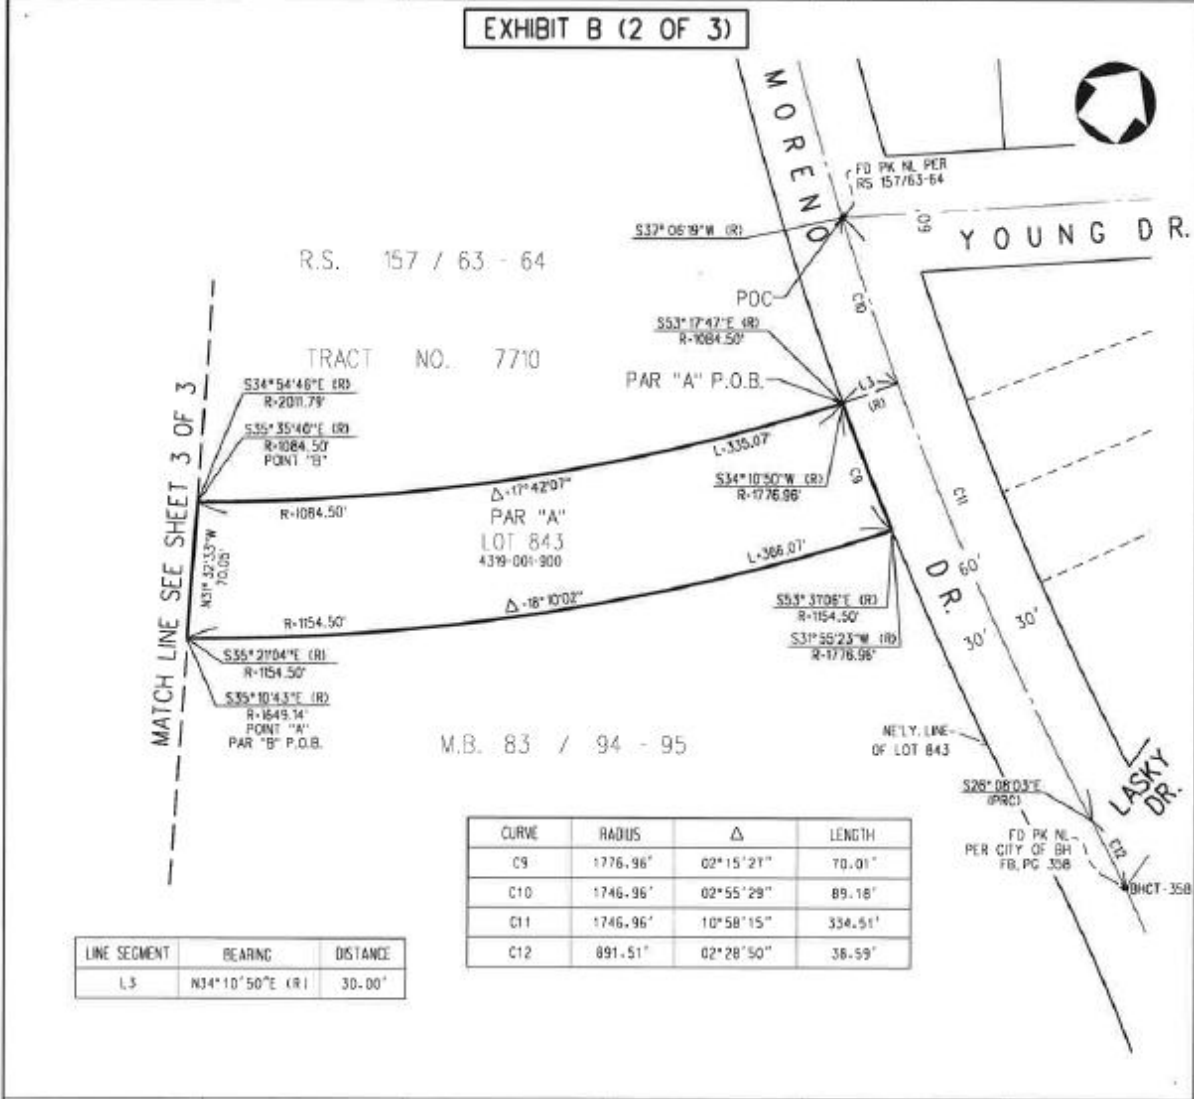 EXHIBIT B (2 OF 3)
MORENO
FD PK NL PER
RS 157/63-64
S37°06'19"W (R)
60
YOUNG DR.
R.S. 157 / 63 - 64
POC
C10
S53°17'47"E (R)
R=1084.50'
TRACT NO. 7710
PAR "A" P.O.B.
L3
(R)
S34°54'46"E (R)
R=2011.79'
S35°35'40"E (R)
R=1084.50'
POINT "B"
L=335.07'
S34°10'50"W (R)
R=1776.96'
C9
C11
MATCH LINE SEE SHEET 3 OF 3
R=1084.50'
Δ=17°42'07"
PAR "A"
LOT 843
4319-001-900
N31°32'33"W
70.05'
L=366.07'
DR.
60'
30'
30'
Δ=18°10'02"
R=1154.50'
S53°31'06"E (R)
R=1154.50'
S31°55'23"W (R)
R=1776.96'
S35°21'04"E (R)
R=1154.50'
S35°10'43"E (R)
R=1649.14'
POINT "A"
PAR "B" P.O.B.
M.B. 83 / 94 - 95
NE'LY. LINE
OF LOT 843
S26°08'03"E
(PRC)
LASKY
DR.
FD PK NL
PER CITY OF BH
FB, PG 358
C12
BHCT-358
CURVE RADIUS Δ LENGTH
C9 1776.96' 02°15'27" 70.01'
C10 1746.96' 02°55'29" 89.18'
C11 1746.96' 10°58'15" 334.51'
C12 891.51' 02°28'50" 38.59'
LINE SEGMENT BEARING DISTANCE
L3 N34°10'50"E (R) 30.00'